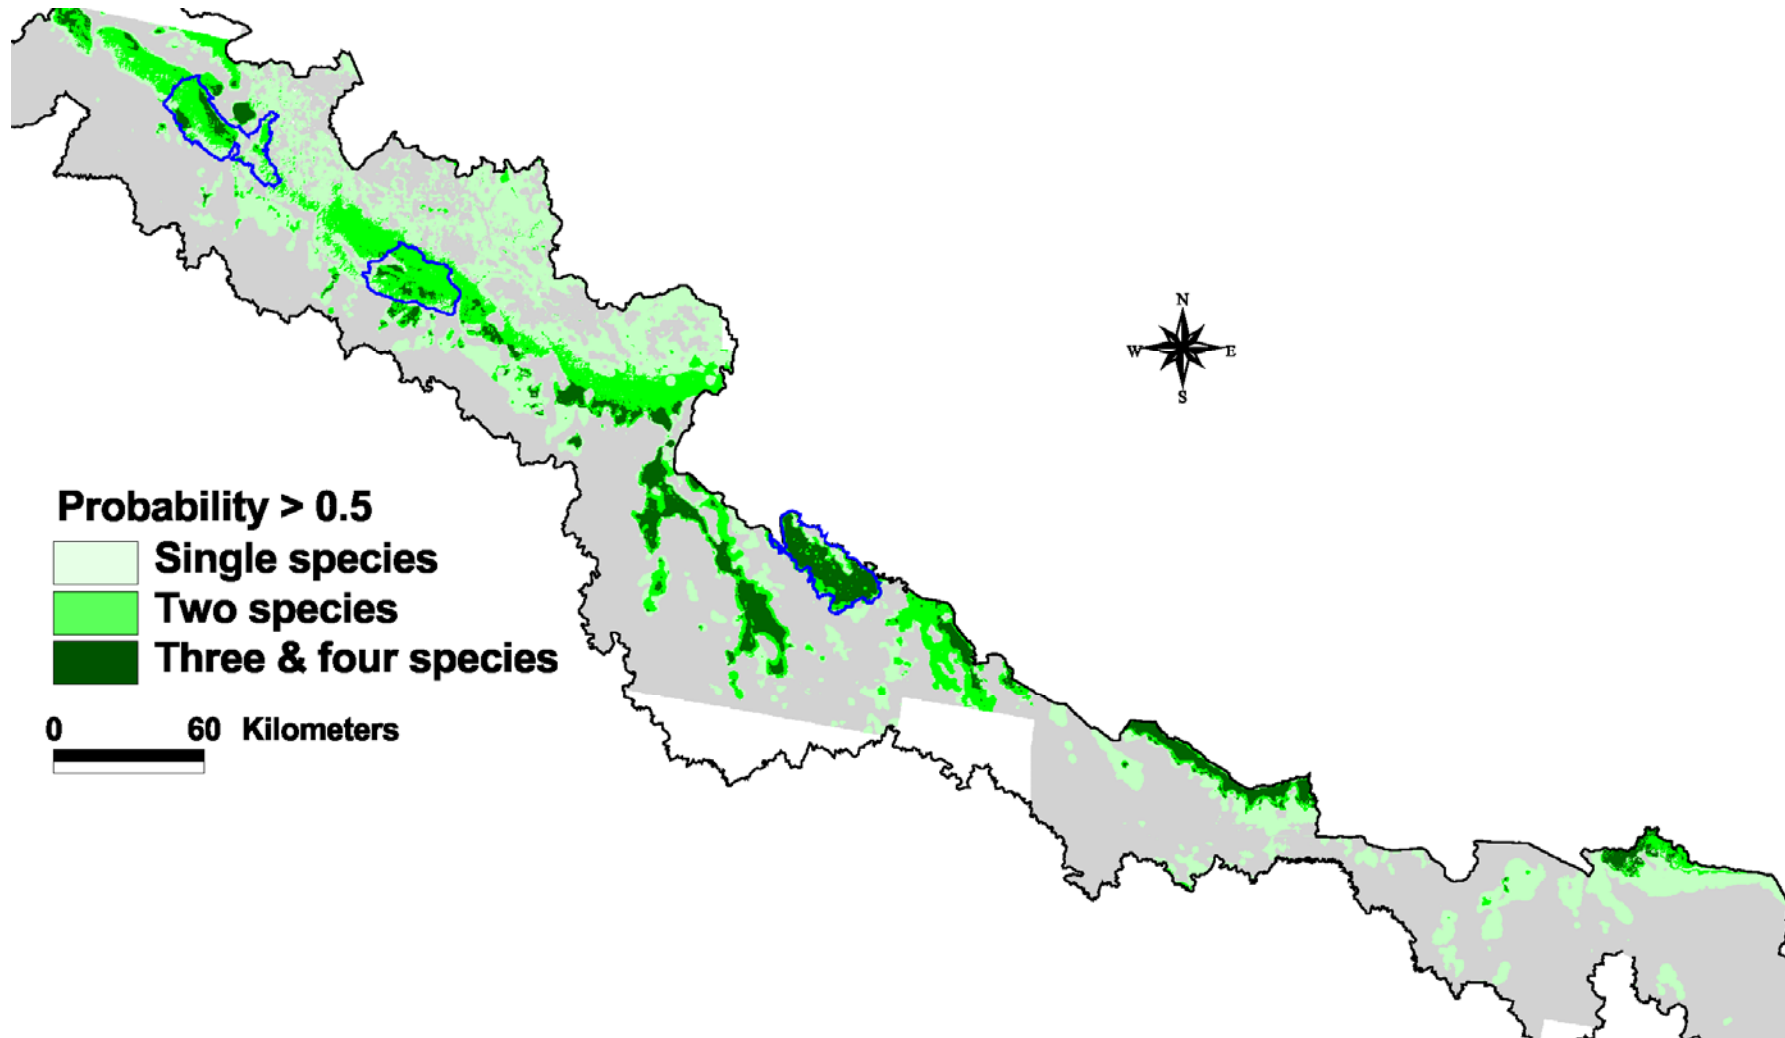 N
W E
S
Probability > 0.5
Single species
Two species
Three & four species
0 60 Kilometers